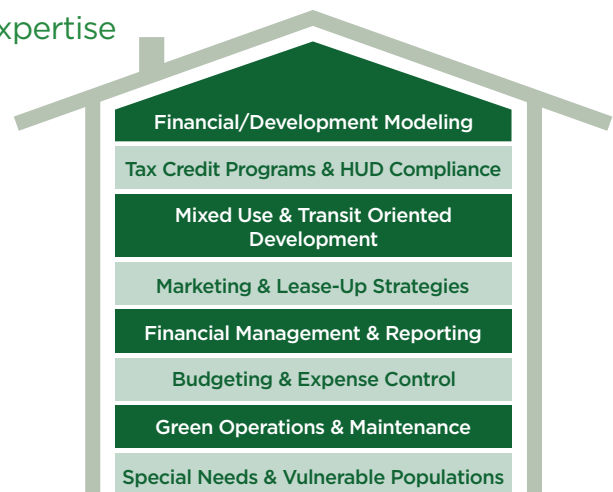 xpertise
Financial/Development Modeling
Tax Credit Programs & HUD Compliance
Mixed Use & Transit Oriented
Development
Marketing & Lease-Up Strategies
Financial Management & Reporting
Budgeting & Expense Control
Green Operations & Maintenance
Special Needs & Vulnerable Populations